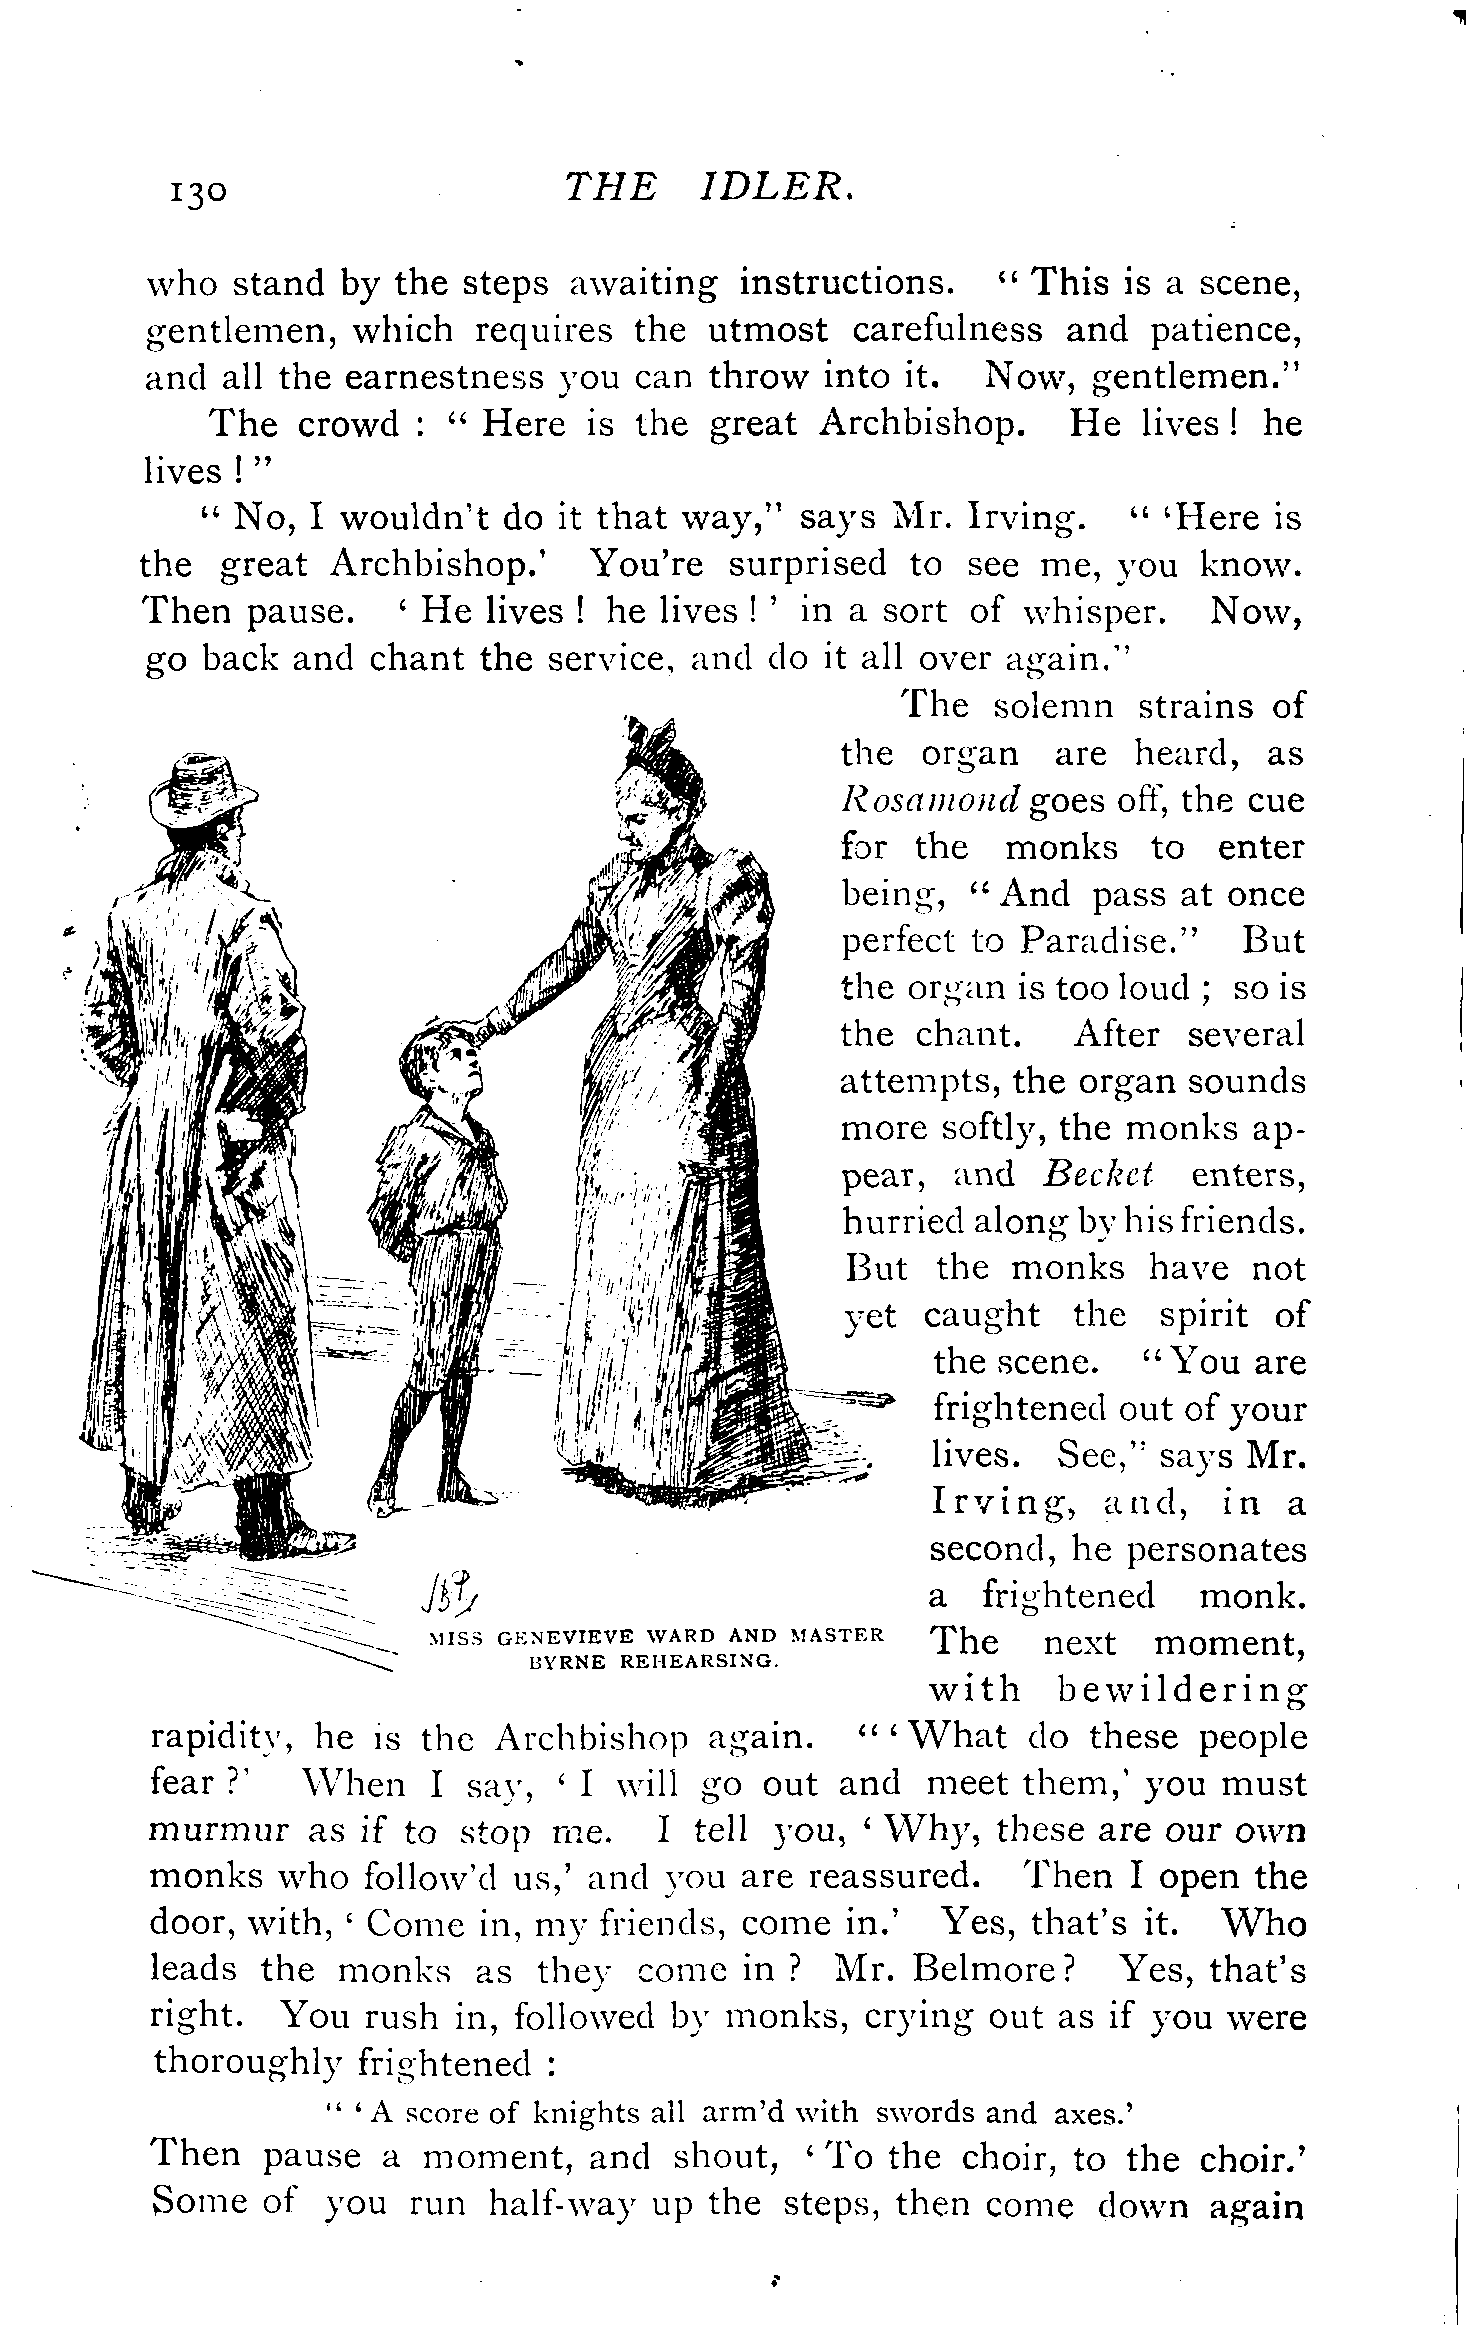 130 THE IDLER.
who stand by the steps awaiting instructions. “ This is a scene,
gentlemen, which requires the utmost carefulness and patience,
and all the earnestness you can throw into it. Now, gentlemen.”
The crowd : “ Here is the great Archbishop. He lives ! he
lives ! ”
“ No, I wouldn't do it that way,” says Mr. Irving. “ ‘Here is
the great Archbishop.’ You're surprised to see me, you know.
Then pause. ‘ He lives ! he lives ! ’ in a sort of whisper. Now,
go back and chant the service, and do it all over again.”
The solemn strains of
the organ are heard, as
Rosamond goes off, the cue
for the monks to enter
being, “ And pass at once
perfect to Paradise.” But
the organ is too loud ; so is
the chant. After several
attempts, the organ sounds
more softly, the monks ap-
pear, and Becket enters,
hurried along by his friends.
But the monks have not
yet caught the spirit of
the scene. “ You are
frightened out of your
lives. See,” says Mr.
Irving, and, in a
second, he personates
a frightened monk.
The next moment,
with bewildering
MISS GENEVIEVE WARD AND MASTER
BYRNE REHEARSING.
rapidity, he is the Archbishop again. “ ‘ What do these people
fear ?’ When I say, ‘ I will go out and meet them,’ you must
murmur as if to stop me. I tell you, ‘ Why, these are our own
monks who follow'd us,’ and you are reassured. Then I open the
door, with, ‘ Come in, my friends, come in.’ Yes, that's it. Who
leads the monks as they come in ? Mr. Belmore ? Yes, that's
right. You rush in, followed by monks, crying out as if you were
thoroughly frightened :
“ ‘ A score of knights all arm'd with swords and axes.’
Then pause a moment, and shout, ‘ To the choir, to the choir.’
Some of you run half-way up the steps, then come down again